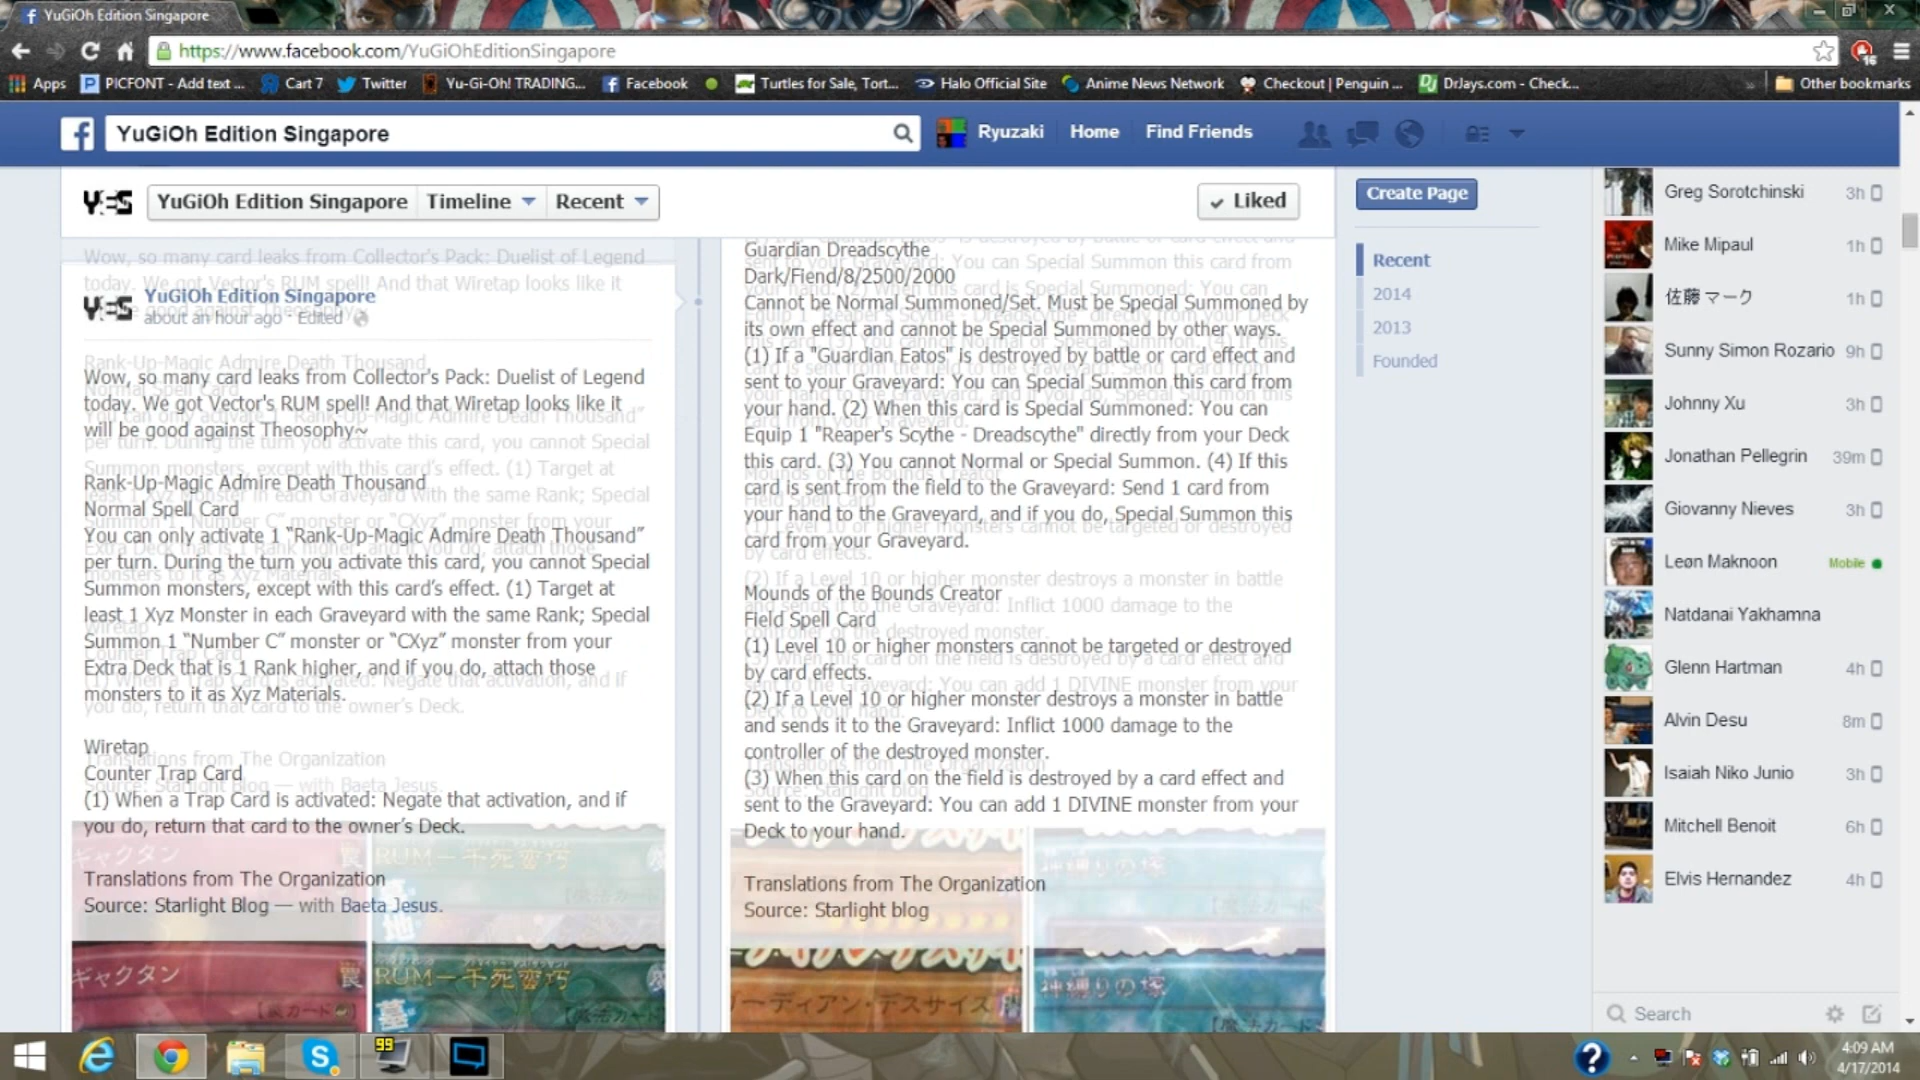 YuGiOh Edition Singapore
https://www.facebook.com/YuGiOhEditionSingapore
16
Apps
PICFONT - Add text ...
Cart 7
Twitter
Yu-Gi-Oh! TRADING...
Facebook
Turtles for Sale, Tort...
Halo Official Site
Anime News Network
Checkout | Penguin ...
DrJays.com - Check...
Other bookmarks
YuGiOh Edition Singapore
Ryuzaki
Home
Find Friends
YES
YuGiOh Edition Singapore
Timeline
Recent
Liked
Create Page
Recent
2014
2013
Founded
YES
YuGiOh Edition Singapore
about an hour ago · Edited
Wow, so many card leaks from Collector's Pack: Duelist of Legend
today. We got Vector's RUM spell! And that Wiretap looks like it
will be good against Theosophy~
Rank-Up-Magic Admire Death Thousand
Normal Spell Card
You can only activate 1 “Rank-Up-Magic Admire Death Thousand”
per turn. During the turn you activate this card, you cannot Special
Summon monsters, except with this card’s effect. (1) Target at
least 1 Xyz Monster in each Graveyard with the same Rank; Special
Summon 1 “Number C” monster or “CXyz” monster from your
Extra Deck that is 1 Rank higher, and if you do, attach those
monsters to it as Xyz Materials.
Wiretap
Counter Trap Card
(1) When a Trap Card is activated: Negate that activation, and if
you do, return that card to the owner’s Deck.
Translations from The Organization
Source: Starlight Blog — with Baeta Jesus.
ギャクタン
罠
RUM－千死蛮巧
Guardian Dreadscythe
Dark/Fiend/8/2500/2000
Cannot be Normal Summoned/Set. Must be Special Summoned by
its own effect and cannot be Special Summoned by other ways.
(1) If a "Guardian Eatos" is destroyed by battle or card effect and
sent to your Graveyard: You can Special Summon this card from
your hand. (2) When this card is Special Summoned: You can
Equip 1 "Reaper's Scythe - Dreadscythe" directly from your Deck
this card. (3) You cannot Normal or Special Summon. (4) If this
card is sent from the field to the Graveyard: Send 1 card from
your hand to the Graveyard, and if you do, Special Summon this
card from your Graveyard.
Mounds of the Bounds Creator
Field Spell Card
(1) Level 10 or higher monsters cannot be targeted or destroyed
by card effects.
(2) If a Level 10 or higher monster destroys a monster in battle
and sends it to the Graveyard: Inflict 1000 damage to the
controller of the destroyed monster.
(3) When this card on the field is destroyed by a card effect and
sent to the Graveyard: You can add 1 DIVINE monster from your
Deck to your hand.
Translations from The Organization
Source: Starlight blog
神縛りの塚
Greg Sorotchinski 3h
Mike Mipaul 1h
佐藤 マーク 1h
Sunny Simon Rozario 9h
Johnny Xu 3h
Jonathan Pellegrin 39m
Giovanny Nieves 3h
Leøn Maknoon Mobile
Natdanai Yakhamna
Glenn Hartman 4h
Alvin Desu 8m
Isaiah Niko Junio 3h
Mitchell Benoit 6h
Elvis Hernandez 4h
Search
99
4:09 AM
4/17/2014